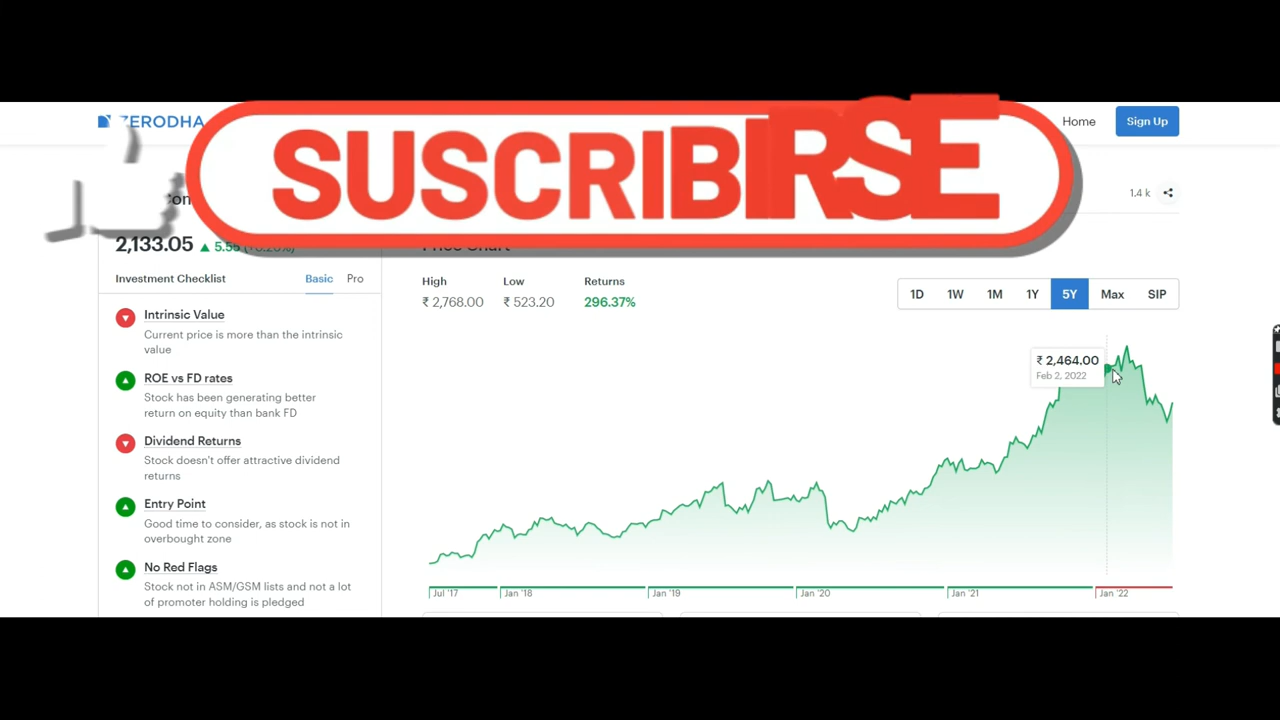 SUSCRIBIRSE
ZERODHA
Home
Sign Up
1.4 k
2,133.05
High
Low
Returns
₹ 2,768.00
₹ 523.20
296.37%
1D
1W
1M
1Y
5Y
Max
SIP
Investment Checklist
Basic
Pro
Intrinsic Value
Current price is more than the intrinsic
value
ROE vs FD rates
Stock has been generating better
return on equity than bank FD
Dividend Returns
Stock doesn't offer attractive dividend
returns
Entry Point
Good time to consider, as stock is not in
overbought zone
No Red Flags
Stock not in ASM/GSM lists and not a lot
of promoter holding is pledged
₹ 2,464.00
Feb 2, 2022
Jul '17
Jan '18
Jan '19
Jan '20
Jan '21
Jan '22